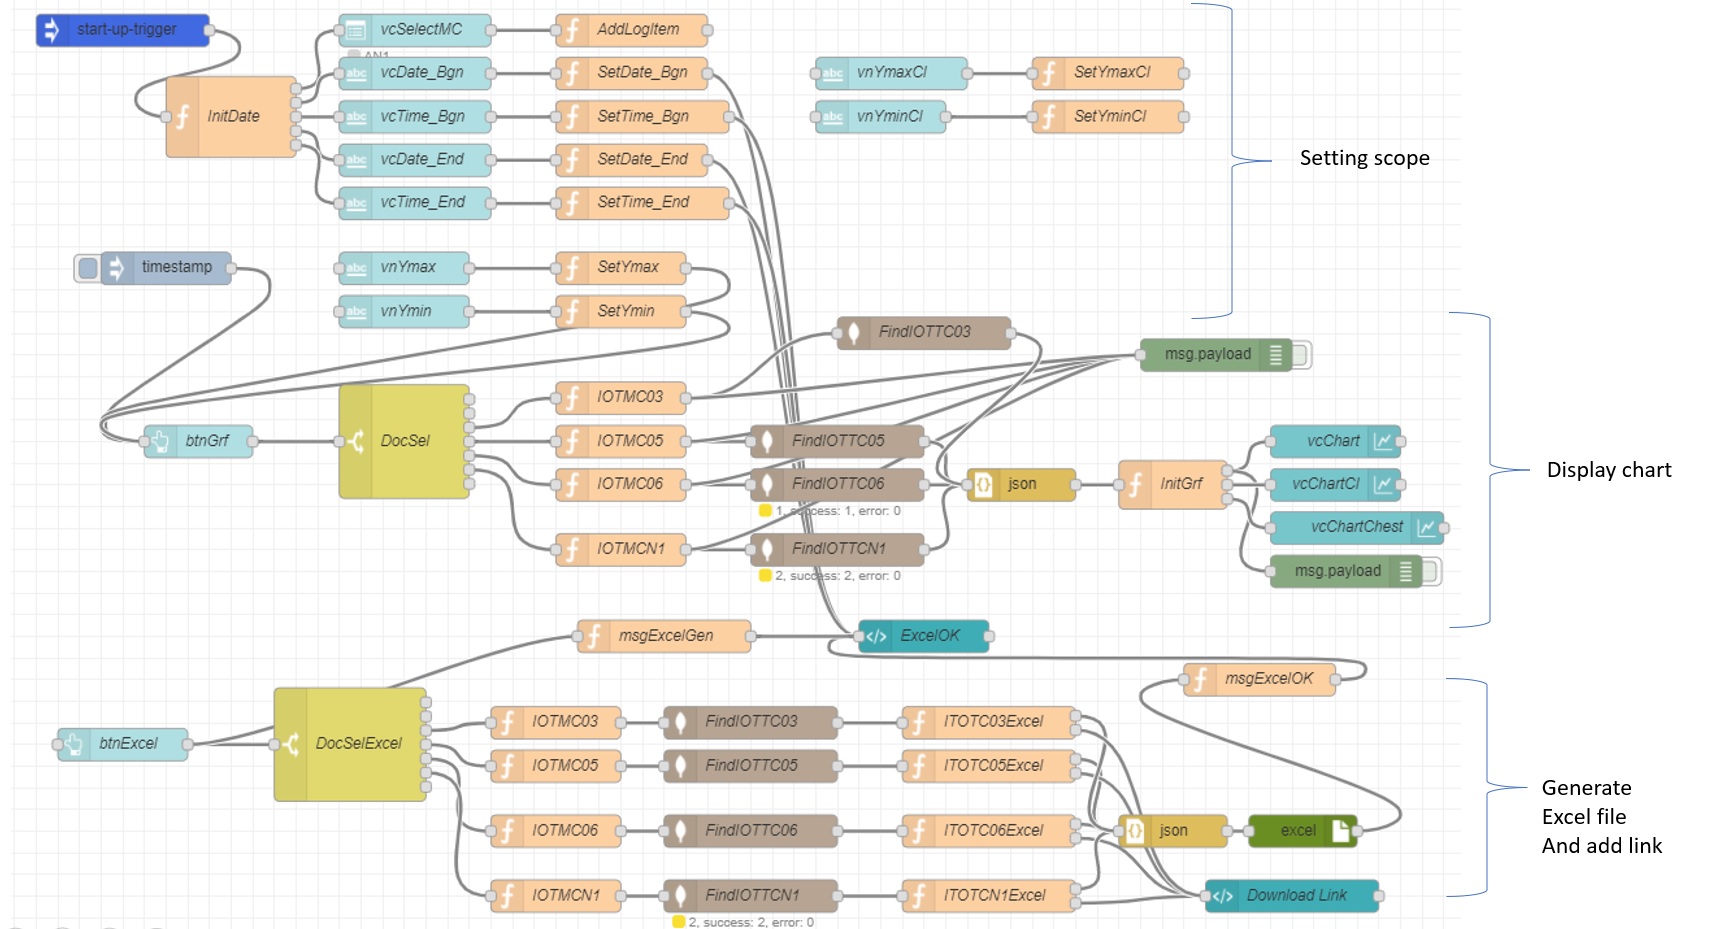 start-up-trigger
vcSelectMC
AddLogItem
AN1
vcDate_Bgn
SetDate_Bgn
vnYmaxCl
SetYmaxCl
InitDate
vcTime_Bgn
SetTime_Bgn
vnYminCl
SetYminCl
Setting scope
vcDate_End
SetDate_End
vcTime_End
SetTime_End
timestamp
vnYmax
SetYmax
vnYmin
SetYmin
FindIOTTC03
msg.payload
IOTMC03
btnGrf
DocSel
IOTMC05
FindIOTTC05
vcChart
Display chart
IOTMC06
FindIOTTC06
json
InitGrf
vcChartCl
1, success: 1, error: 0
vcChartChest
IOTMCN1
FindIOTTCN1
msg.payload
2, success: 2, error: 0
msgExcelGen
ExcelOK
msgExcelOK
IOTMC03
FindIOTTC03
ITOTC03Excel
btnExcel
DocSelExcel
IOTMC05
FindIOTTC05
ITOTC05Excel
Generate
Excel file
And add link
IOTMC06
FindIOTTC06
ITOTC06Excel
json
excel
IOTMCN1
FindIOTTCN1
ITOTCN1Excel
Download Link
2, success: 2, error: 0